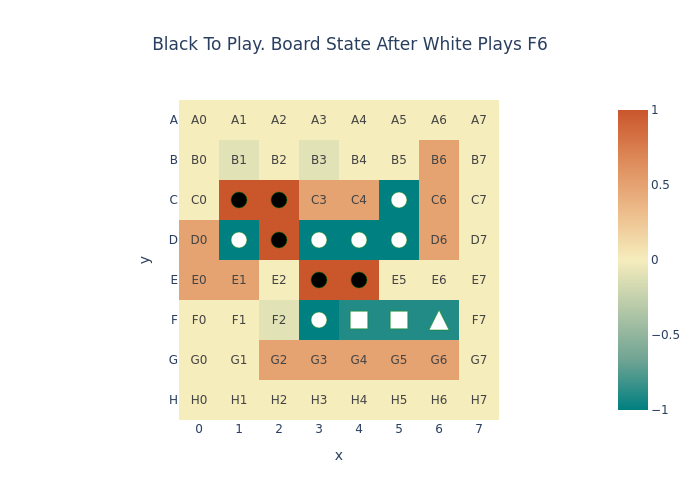 Black To Play. Board State After White Plays F6
A A0 A1 A2 A3 A4 A5 A6 A7
B B0 B1 B2 B3 B4 B5 B6 B7
C C0 C3 C4 C6 C7
D D0 D6 D7
E E0 E1 E2 E5 E6 E7
F F0 F1 F2 F7
G G0 G1 G2 G3 G4 G5 G6 G7
H H0 H1 H2 H3 H4 H5 H6 H7
0 1 2 3 4 5 6 7
x
y
1
0.5
0
−0.5
−1